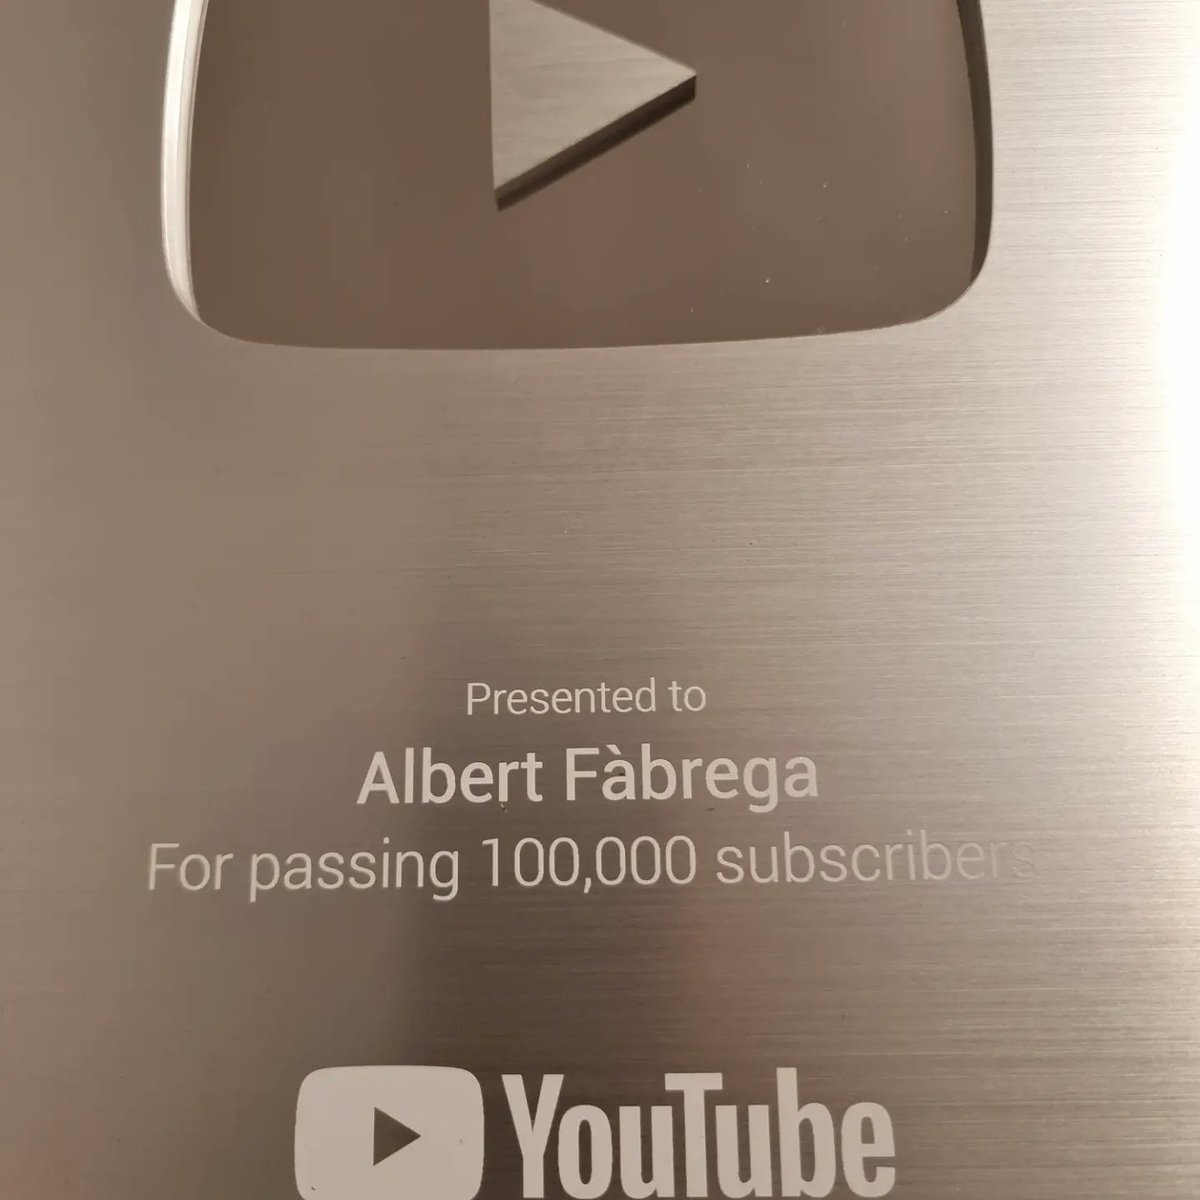 Presented to
Albert Fàbrega
For passing 100,000 subscribers
YouTube